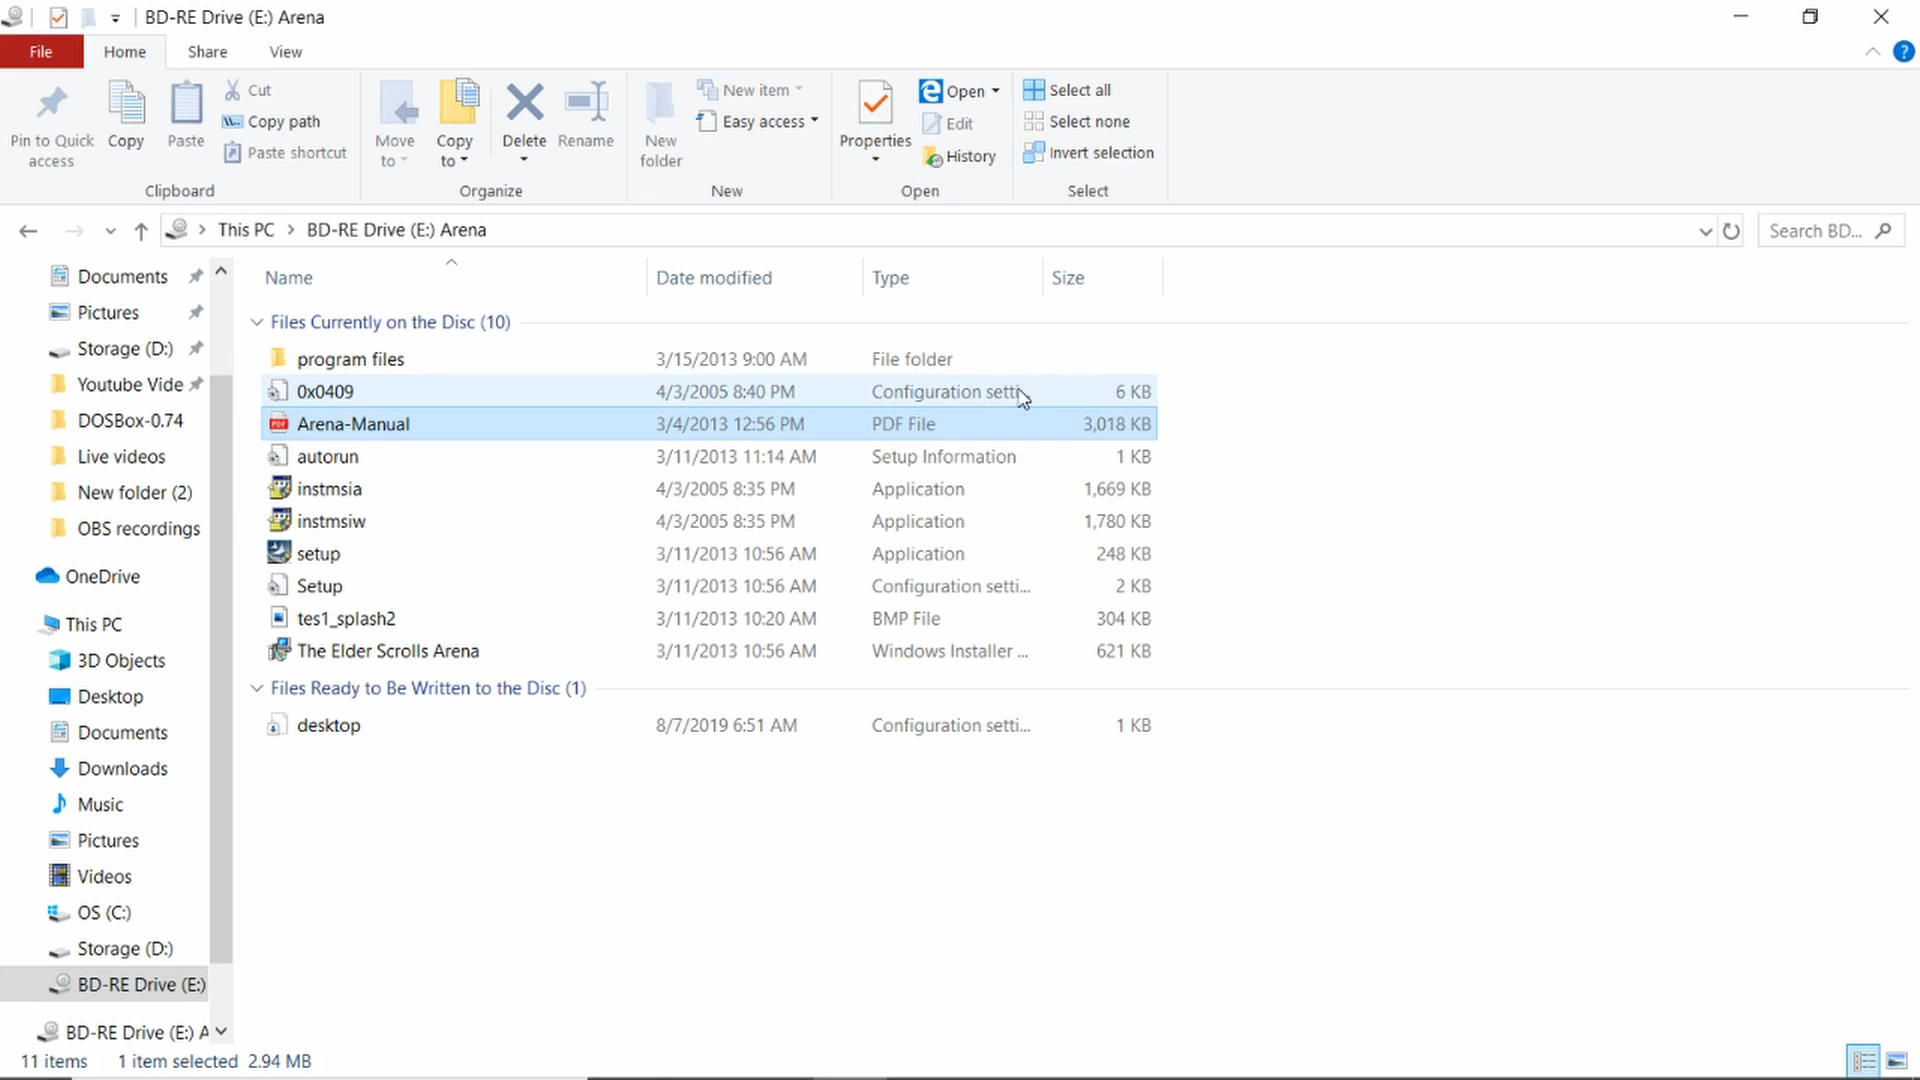 BD-RE Drive (E:) Arena
File Home Share View
Pin to Quick access
Copy
Paste
Cut
Copy path
Paste shortcut
Clipboard
Move to
Copy to
Delete
Rename
Organize
New folder
New item
Easy access
New
Properties
Open
Edit
History
Open
Select all
Select none
Invert selection
Select
This PC > BD-RE Drive (E:) Arena
Search BD...
Documents
Pictures
Storage (D:)
Youtube Vide
DOSBox-0.74
Live videos
New folder (2)
OBS recordings
OneDrive
This PC
3D Objects
Desktop
Documents
Downloads
Music
Pictures
Videos
OS (C:)
Storage (D:)
BD-RE Drive (E:)
BD-RE Drive (E:) A
Name Date modified Type Size
Files Currently on the Disc (10)
program files 3/15/2013 9:00 AM File folder
0x0409 4/3/2005 8:40 PM Configuration setti 6 KB
Arena-Manual 3/4/2013 12:56 PM PDF File 3,018 KB
autorun 3/11/2013 11:14 AM Setup Information 1 KB
instmsia 4/3/2005 8:35 PM Application 1,669 KB
instmsiw 4/3/2005 8:35 PM Application 1,780 KB
setup 3/11/2013 10:56 AM Application 248 KB
Setup 3/11/2013 10:56 AM Configuration setti... 2 KB
tes1_splash2 3/11/2013 10:20 AM BMP File 304 KB
The Elder Scrolls Arena 3/11/2013 10:56 AM Windows Installer ... 621 KB
Files Ready to Be Written to the Disc (1)
desktop 8/7/2019 6:51 AM Configuration setti... 1 KB
11 items 1 item selected 2.94 MB